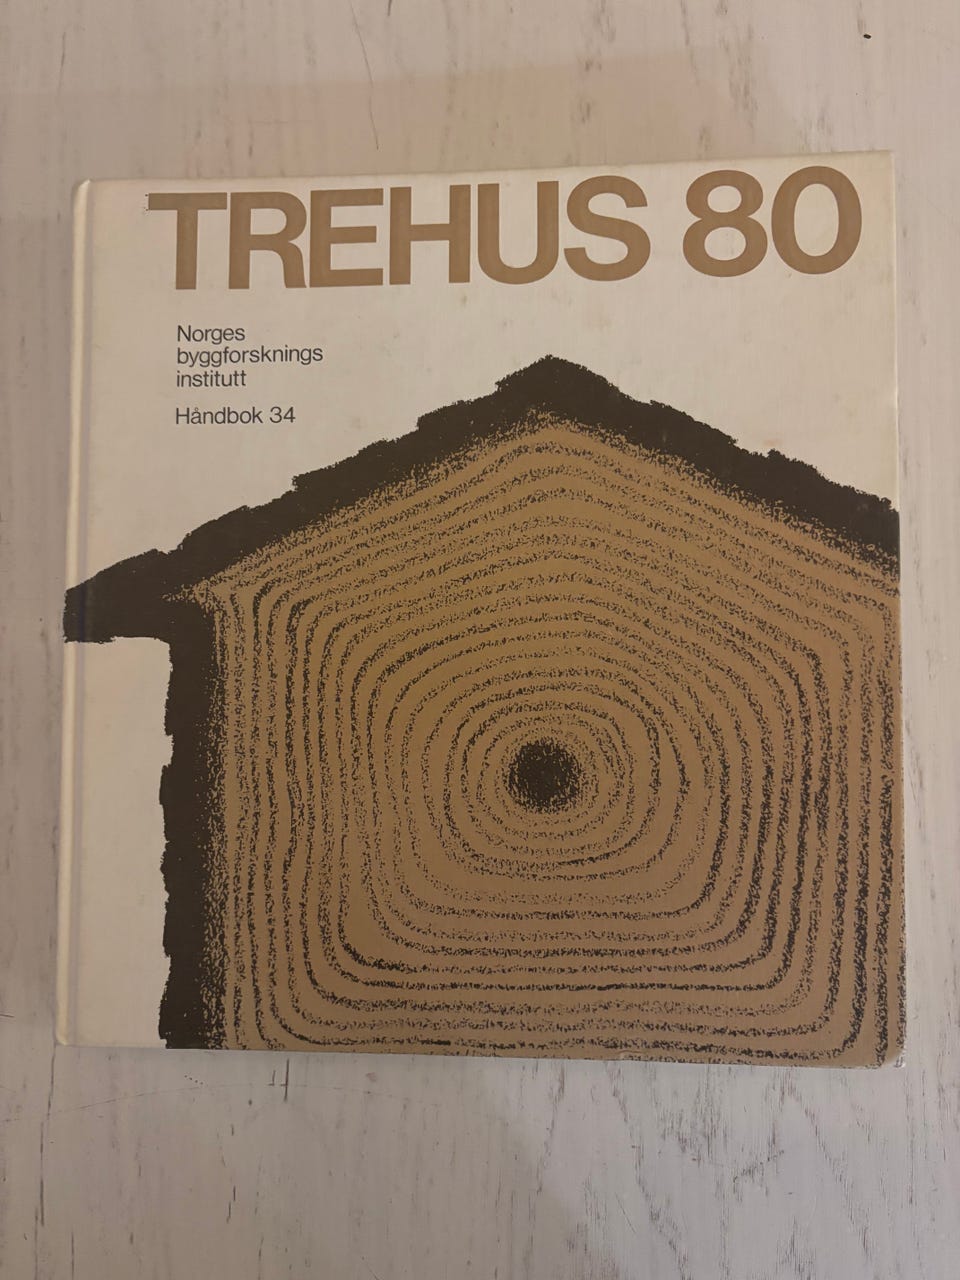 TREHUS 80
Norges
byggforsknings
institutt
Håndbok 34